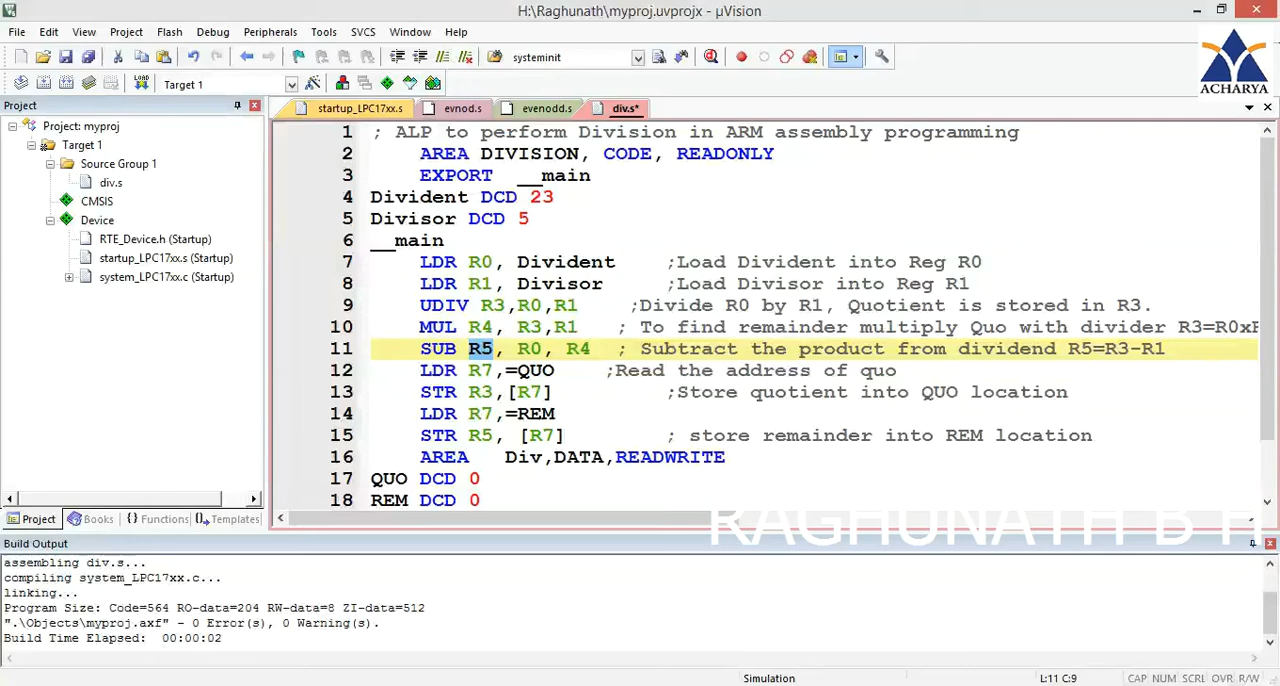 H:\Raghunath\myproj.uvprojx - µVision
File Edit View Project Flash Debug Peripherals Tools SVCS Window Help
systeminit
LOAD Target 1
ACHARYA
Project
startup_LPC17xx.s evnod.s evenodd.s div.s*
Project: myproj
Target 1
Source Group 1
div.s
CMSIS
Device
RTE_Device.h (Startup)
startup_LPC17xx.s (Startup)
system_LPC17xx.c (Startup)
1 ; ALP to perform Division in ARM assembly programming
2 AREA DIVISION, CODE, READONLY
3 EXPORT __main
4 Divident DCD 23
5 Divisor DCD 5
6 __main
7 LDR R0, Divident ;Load Divident into Reg R0
8 LDR R1, Divisor ;Load Divisor into Reg R1
9 UDIV R3,R0,R1 ;Divide R0 by R1, Quotient is stored in R3.
10 MUL R4, R3,R1 ; To find remainder multiply Quo with divider R3=R0xR
11 SUB R5, R0, R4 ; Subtract the product from dividend R5=R3-R1
12 LDR R7,=QUO ;Read the address of quo
13 STR R3,[R7] ;Store quotient into QUO location
14 LDR R7,=REM
15 STR R5, [R7] ; store remainder into REM location
16 AREA Div,DATA,READWRITE
17 QUO DCD 0
18 REM DCD 0
Project Books {} Functions 0 Templates
RAGHUNATH B H
Build Output
assembling div.s...
compiling system_LPC17xx.c...
linking...
Program Size: Code=564 RO-data=204 RW-data=8 ZI-data=512
".\Objects\myproj.axf" - 0 Error(s), 0 Warning(s).
Build Time Elapsed: 00:00:02
Simulation L:11 C:9 CAP NUM SCRL OVR R/W